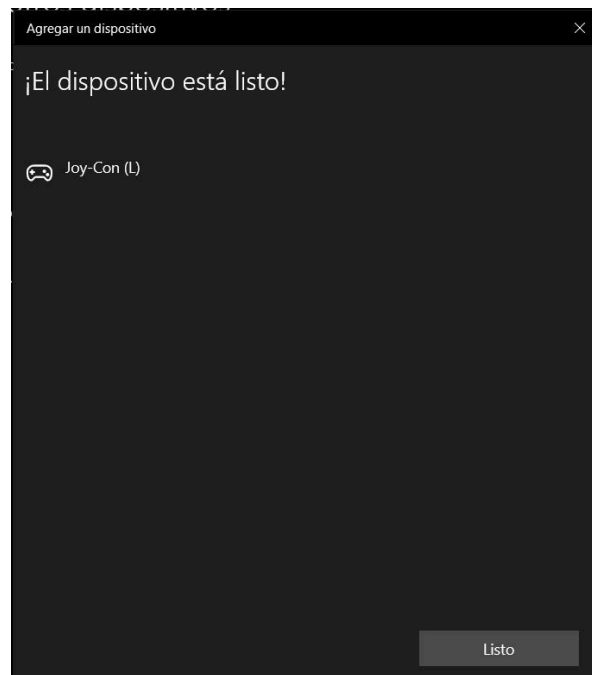 Agregar un dispositivo
¡El dispositivo está listo!
Joy-Con (L)
Listo